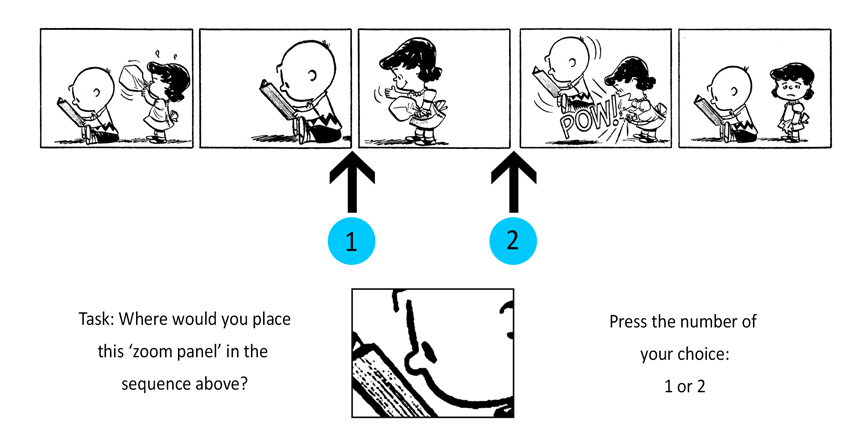 POW!!
1
2
Task: Where would you place
this ‘zoom panel’ in the
sequence above?
Press the number of
your choice:
1 or 2